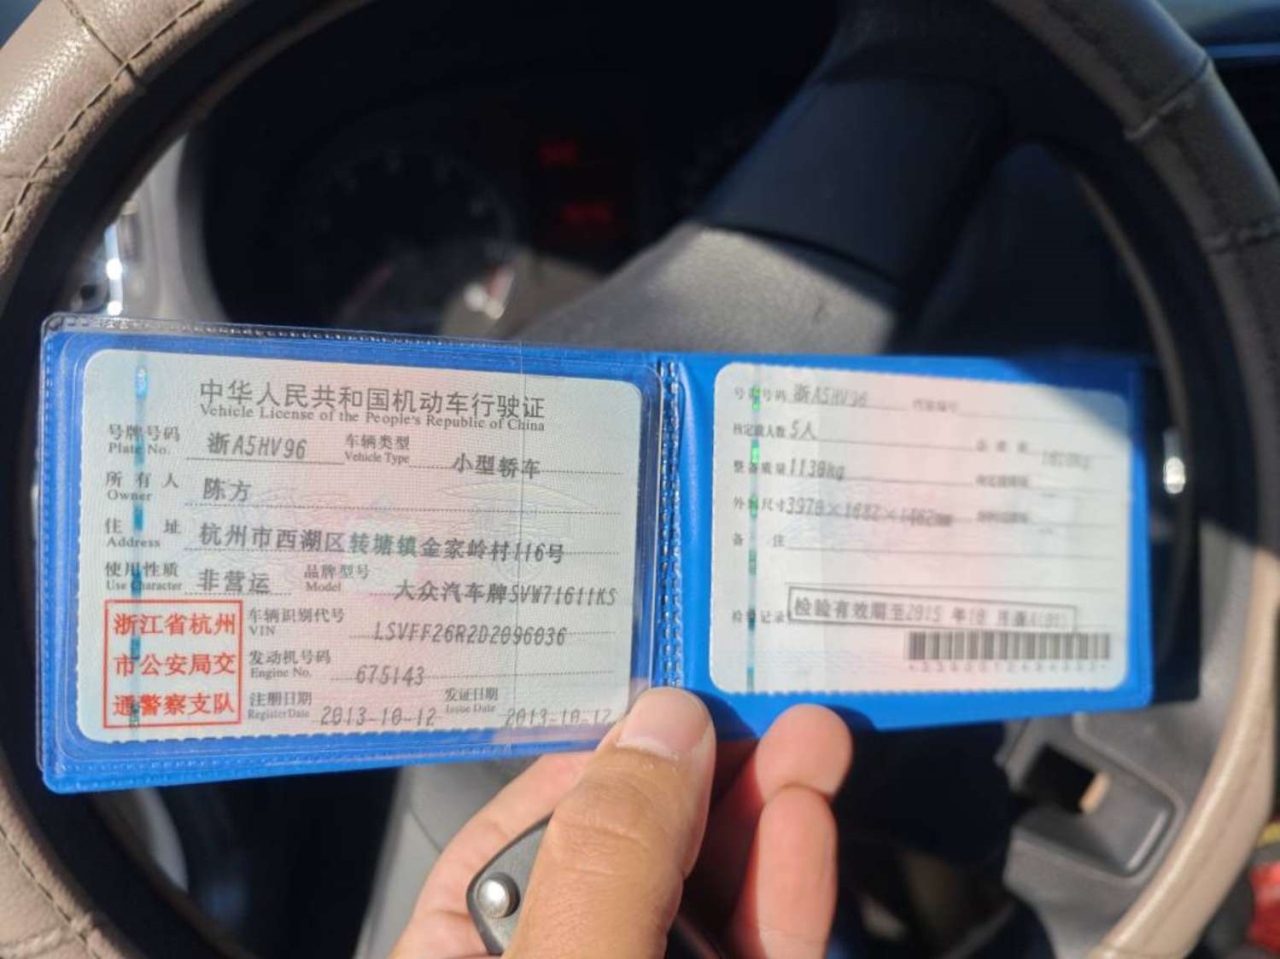 中华人民共和国机动车行驶证
Vehicle License of the People's Republic of China
号牌号码 浙A5HV96 车辆类型 小型轿车
Plate No. Vehicle Type
所有人 陈方
Owner
住址 杭州市西湖区转塘镇金家岭村116号
Address
使用性质 非营运 品牌型号 大众汽车牌SVW71611KS
Use Character Model
浙江省杭州
市公安局交
通警察支队
车辆识别代号 LSVFF26R2D2096036
VIN
发动机号码 675143
Engine No.
注册日期 2013-10-12 发证日期 2013-10-12
Register Date Issue Date
号牌号码 浙A5HV96
核定载人数 5人
整备质量 1130kg
外廓尺寸 3970×1682×1462mm
备注
检验记录 检验有效期至2015年10月